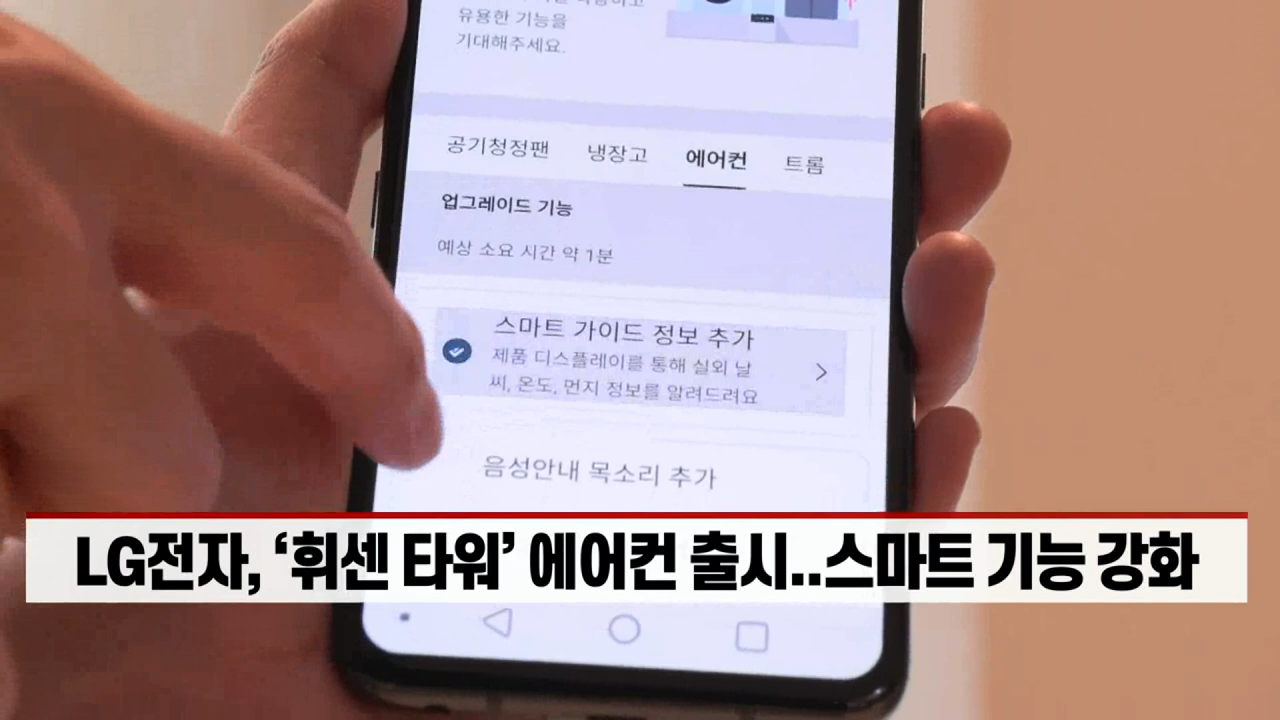 유용한 기능을
기대해주세요.
공기청정팬 냉장고 에어컨 트롬
업그레이드 기능
예상 소요 시간 약 1분
스마트 가이드 정보 추가
제품 디스플레이를 통해 실외 날
씨, 온도, 먼지 정보를 알려드려요
음성안내 목소리 추가
LG전자, ‘휘센 타워’ 에어컨 출시..스마트 기능 강화